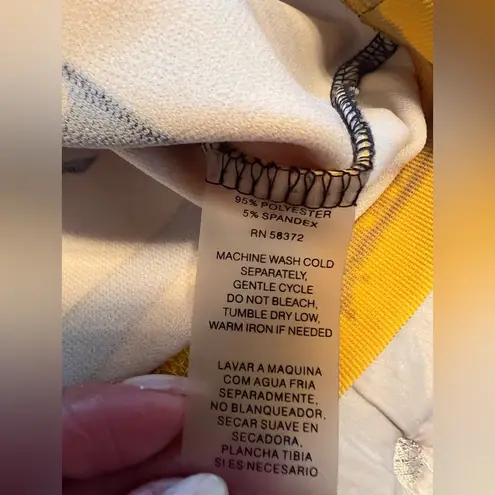 95% POLYESTER
5% SPANDEX
RN 58372
MACHINE WASH COLD
SEPARATELY,
GENTLE CYCLE
DO NOT BLEACH,
TUMBLE DRY LOW,
WARM IRON IF NEEDED
LAVAR A MAQUINA
COM AGUA FRIA
SEPARADMENTE,
NO BLANQUEADOR,
SECAR SUAVE EN
SECADORA,
PLANCHA TIBIA
SI ES NECESARIO